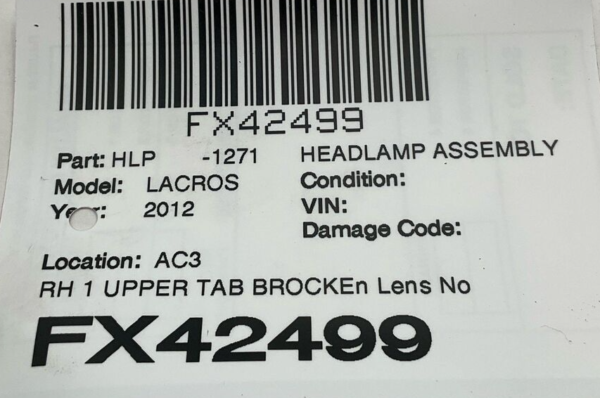 FX42499
Part: HLP -1271 HEADLAMP ASSEMBLY
Model: LACROS Condition:
Year: 2012 VIN:
Damage Code:
Location: AC3
RH 1 UPPER TAB BROCKEn Lens No
FX42499